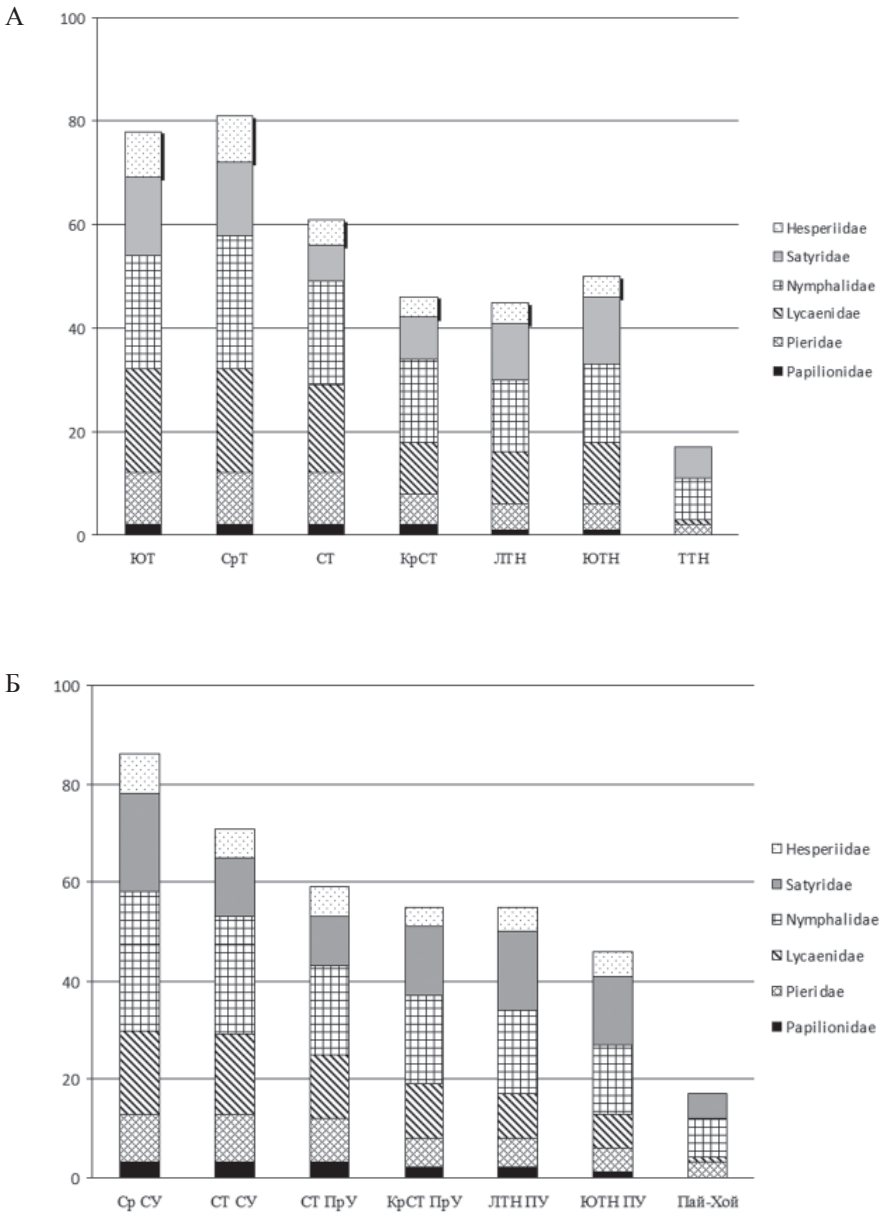 А
100
80
60
40
20
0
ЮТ СрТ СТ КрСТ ЛТН ЮТН ТТН
Hesperiidae
Satyridae
Nymphalidae
Lycaenidae
Pieridae
Papilionidae
Б
100
80
60
40
20
0
Ср СУ СТ СУ СТ ПрУ КрСТ ПрУ ЛТН ПУ ЮТН ПУ Пай-Хой
Hesperiidae
Satyridae
Nymphalidae
Lycaenidae
Pieridae
Papilionidae